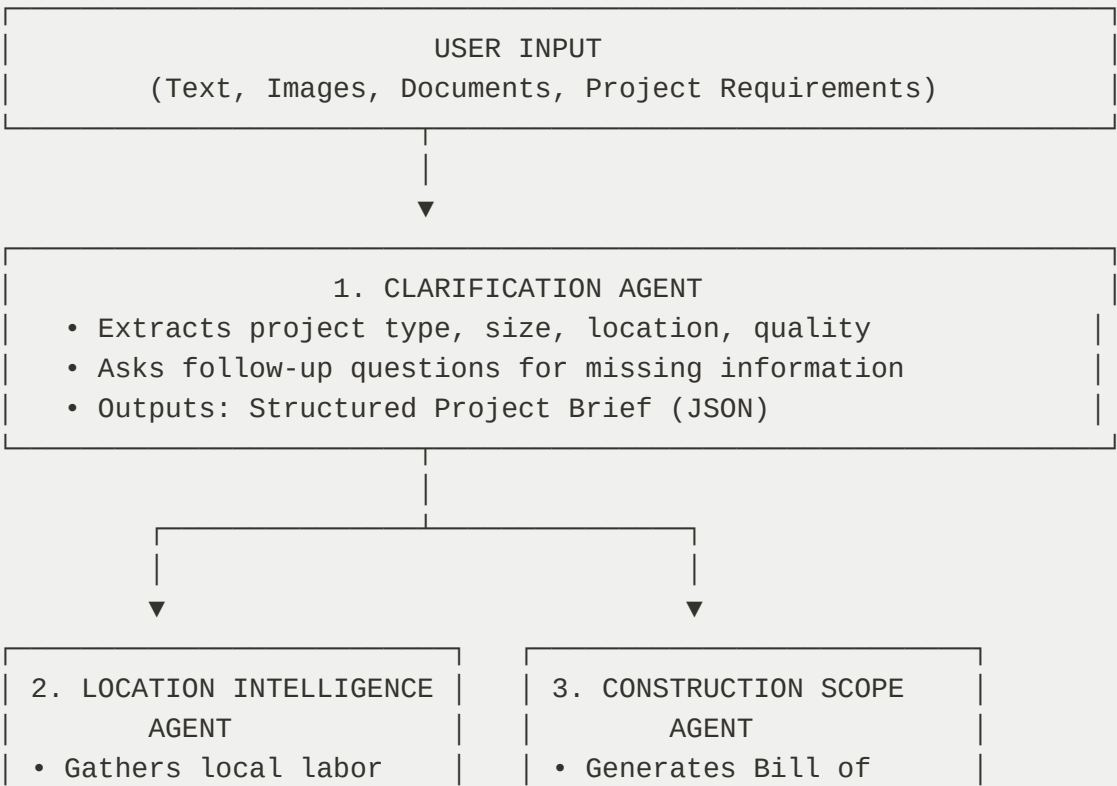 USER INPUT
(Text, Images, Documents, Project Requirements)
1. CLARIFICATION AGENT
• Extracts project type, size, location, quality
• Asks follow-up questions for missing information
• Outputs: Structured Project Brief (JSON)
2. LOCATION INTELLIGENCE
AGENT
• Gathers local labor
3. CONSTRUCTION SCOPE
AGENT
• Generates Bill of